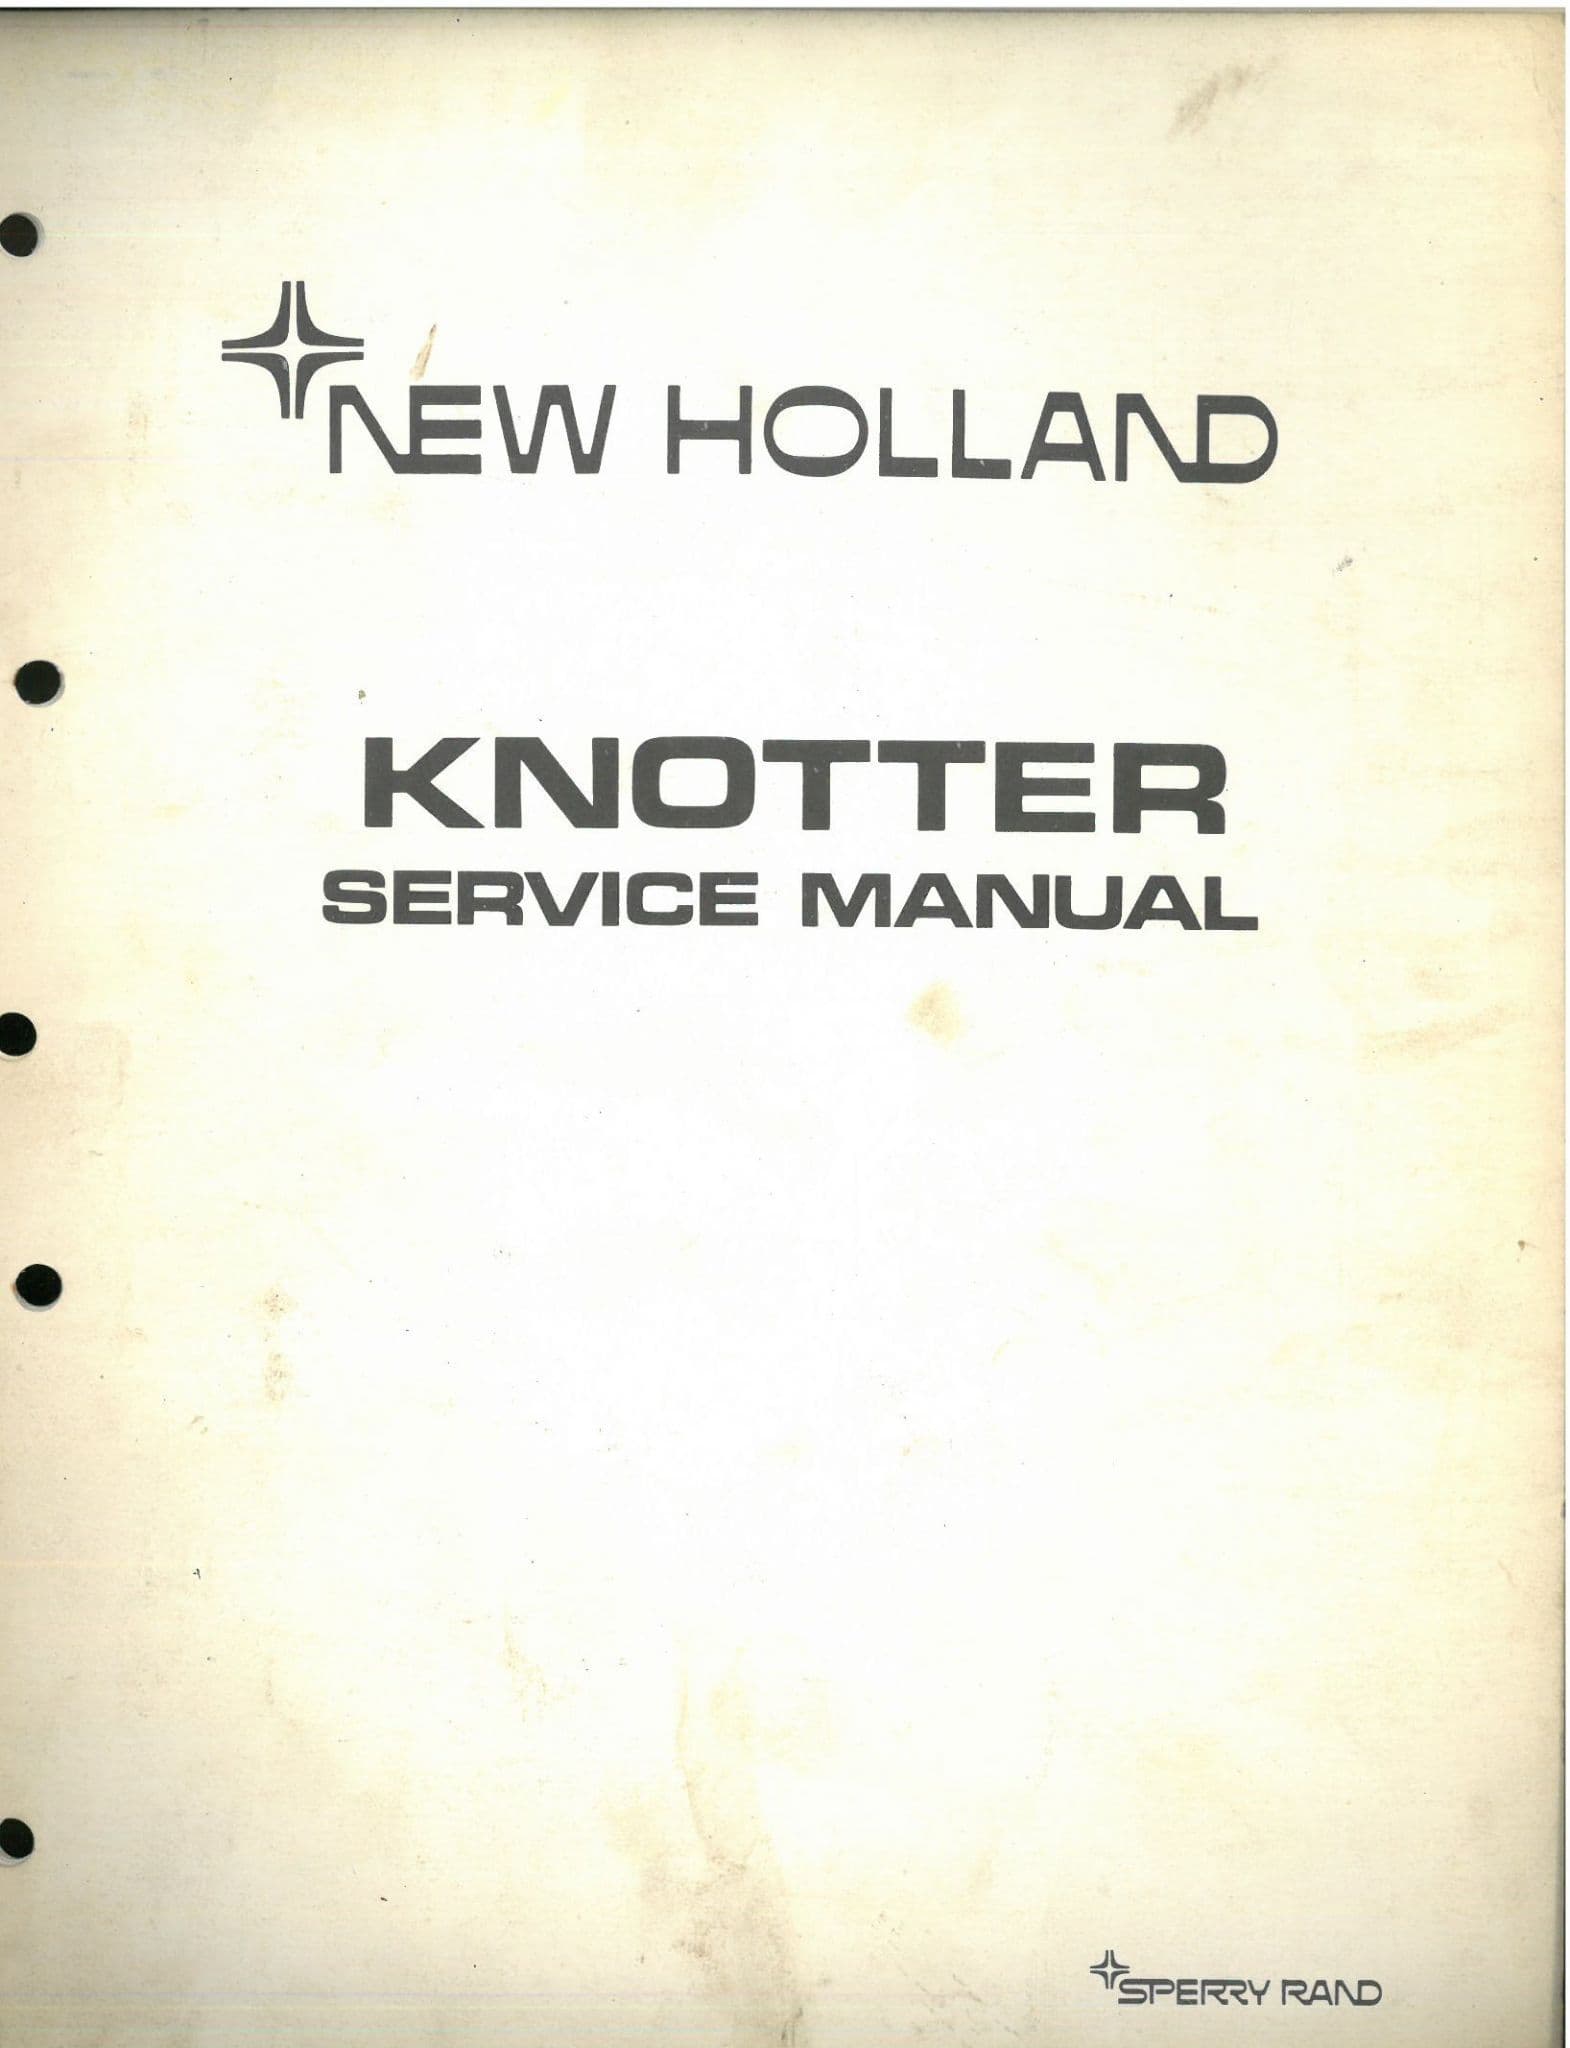 NEW HOLLAND
KNOTTER
SERVICE MANUAL
SPERRY RAND